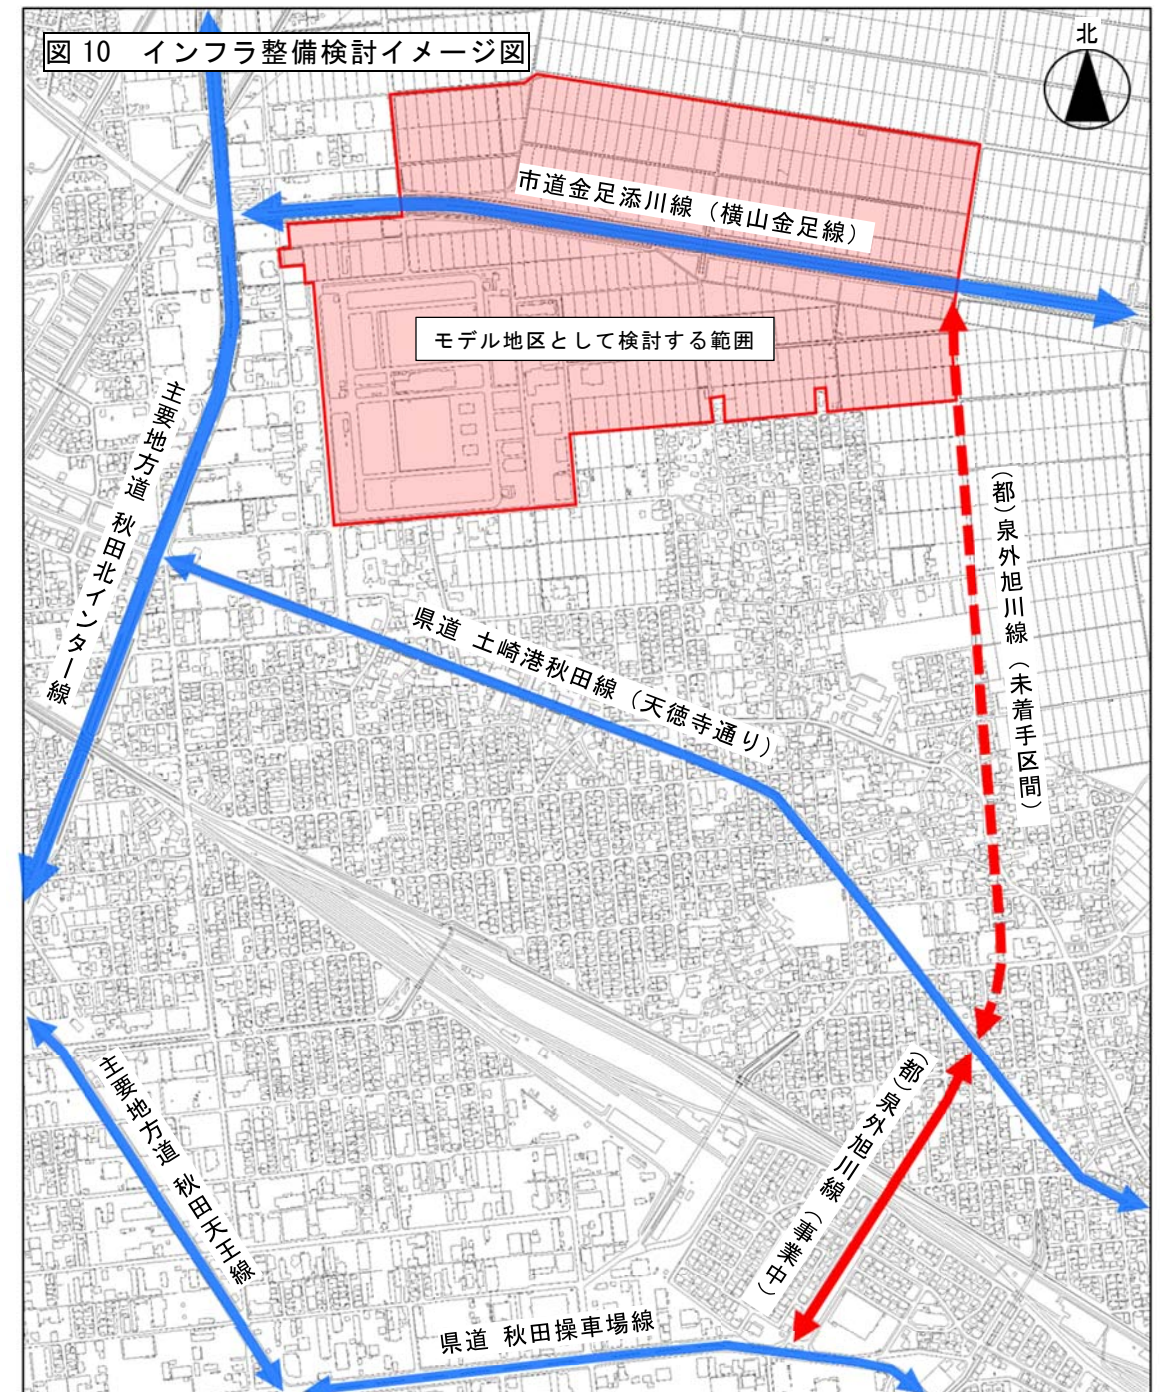 図10 インフラ整備検討イメージ図
北
市道金足添川線（横山金足線）
モデル地区として検討する範囲
主要地方道 秋田北インター線
（都）泉外旭川線（未着手区間）
県道 土崎港秋田線（天徳寺通り）
主要地方道 秋田天王線
（都）泉外旭川線（事業中）
県道 秋田操車場線